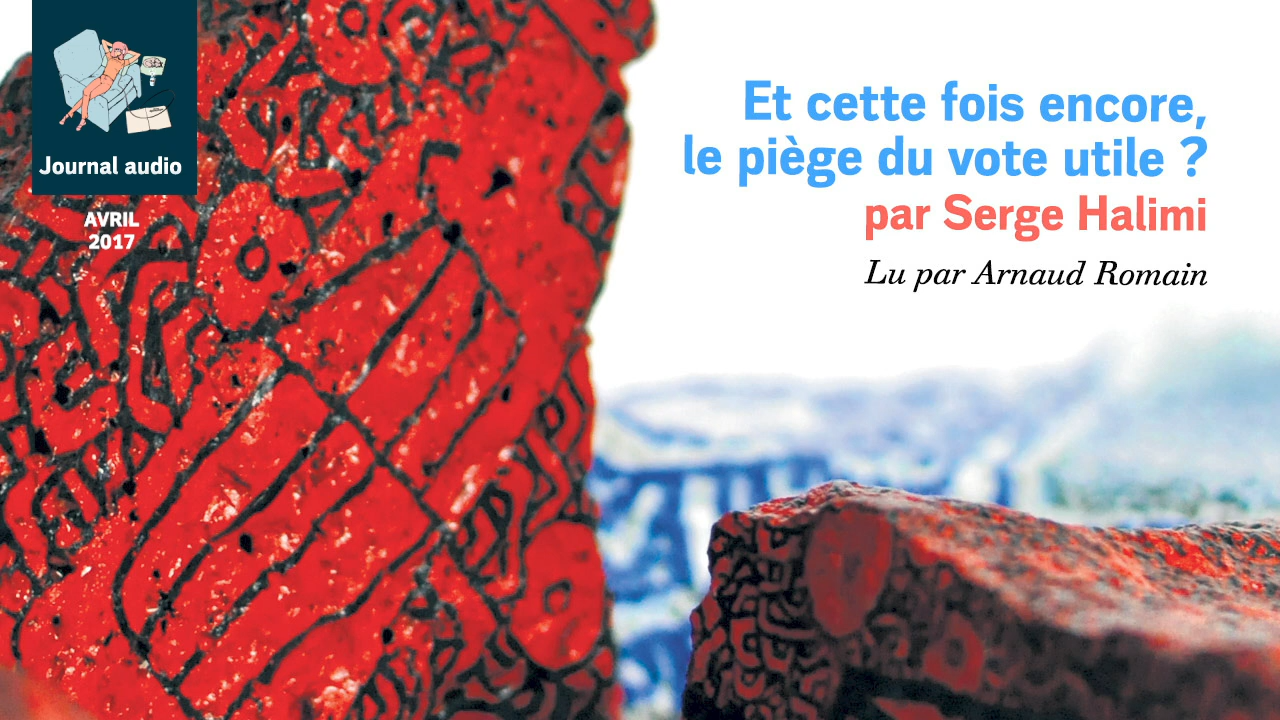 Journal audio
AVRIL
2017
Et cette fois encore,
le piège du vote utile ?
par Serge Halimi
Lu par Arnaud Romain